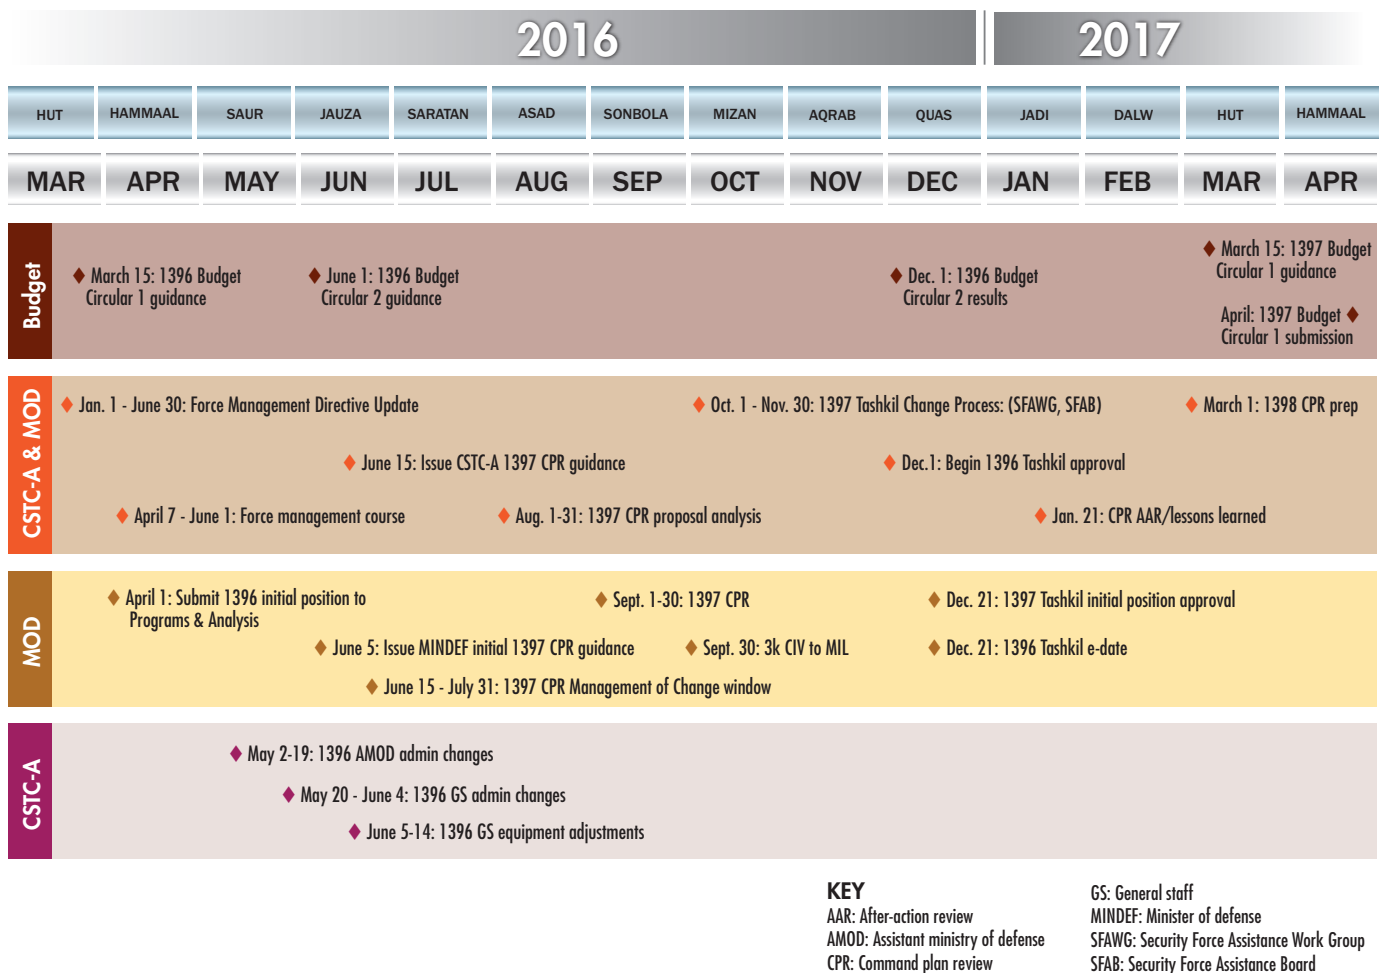 2016
2017
HUT HAMMAAL SAUR JAUZA SARATAN ASAD SONBOLA MIZAN AQRAB QUAS JADI DALW HUT HAMMAAL
MAR APR MAY JUN JUL AUG SEP OCT NOV DEC JAN FEB MAR APR
Budget
March 15: 1396 Budget
Circular 1 guidance
June 1: 1396 Budget
Circular 2 guidance
Dec. 1: 1396 Budget
Circular 2 results
March 15: 1397 Budget
Circular 1 guidance
April: 1397 Budget
Circular 1 submission
CSTC-A & MOD
Jan. 1 - June 30: Force Management Directive Update
Oct. 1 - Nov. 30: 1397 Tashkil Change Process: (SFAWG, SFAB)
March 1: 1398 CPR prep
June 15: Issue CSTC-A 1397 CPR guidance
Dec.1: Begin 1396 Tashkil approval
April 7 - June 1: Force management course
Aug. 1-31: 1397 CPR proposal analysis
Jan. 21: CPR AAR/lessons learned
MOD
April 1: Submit 1396 initial position to
Programs & Analysis
Sept. 1-30: 1397 CPR
Dec. 21: 1397 Tashkil initial position approval
June 5: Issue MINDEF initial 1397 CPR guidance
Sept. 30: 3k CIV to MIL
Dec. 21: 1396 Tashkil e-date
June 15 - July 31: 1397 CPR Management of Change window
CSTC-A
May 2-19: 1396 AMOD admin changes
May 20 - June 4: 1396 GS admin changes
June 5-14: 1396 GS equipment adjustments
KEY
AAR: After-action review
AMOD: Assistant ministry of defense
CPR: Command plan review
GS: General staff
MINDEF: Minister of defense
SFAWG: Security Force Assistance Work Group
SFAB: Security Force Assistance Board